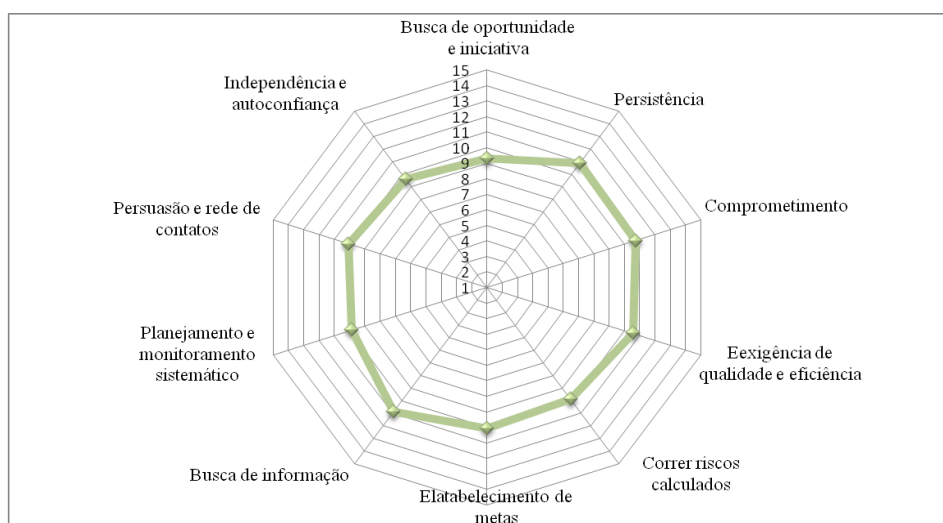 Busca de oportunidade
e iniciativa
Persistência
Comprometimento
Eexigência de
qualidade e eficiência
Correr riscos
calculados
Elatabelecimento de
metas
Busca de informação
Planejamento e
monitoramento
sistemático
Persuasão e rede de
contatos
Independência e
autoconfiança
15
14
13
12
11
10
9
8
7
6
5
4
3
2
1